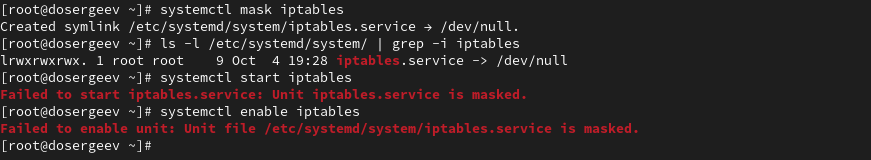 [root@dosergeev ~]# systemctl mask iptables
Created symlink /etc/systemd/system/iptables.service → /dev/null.
[root@dosergeev ~]# ls -l /etc/systemd/system/ | grep -i iptables
lrwxrwxrwx. 1 root root    9 Oct  4 19:28 iptables.service -> /dev/null
[root@dosergeev ~]# systemctl start iptables
Failed to start iptables.service: Unit iptables.service is masked.
[root@dosergeev ~]# systemctl enable iptables
Failed to enable unit: Unit file /etc/systemd/system/iptables.service is masked.
[root@dosergeev ~]#